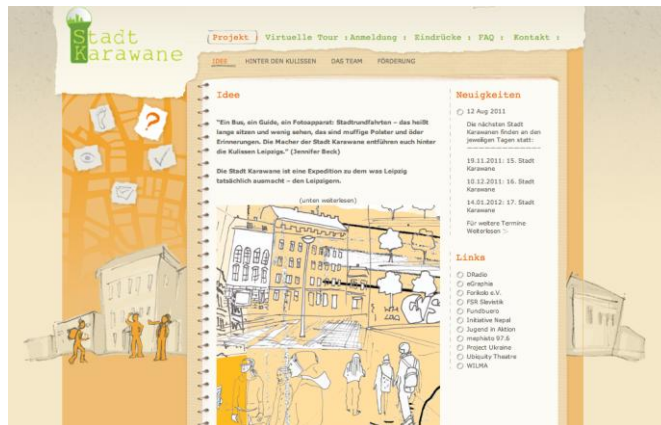 Stadt
Karawane
Projekt : Virtuelle Tour : Anmeldung : Eindrücke : FAQ : Kontakt :
IDEE HINTER DEN KULISSEN DAS TEAM FÖRDERUNG
Idee
"Ein Bus, ein Guide, ein Fotoapparat: Stadtrundfahrten – das heißt
lange sitzen und wenig sehen, das sind muffige Polster und öder
Erinnerungen. Die Macher der Stadt Karawane entführen euch hinter
die Kulissen Leipzigs." (Jennifer Beck)
Die Stadt Karawane ist eine Expedition zu dem was Leipzig
tatsächlich ausmacht – den Leipzigern.
(unten weiterlesen)
Neuigkeiten
12 Aug 2011
Die nächsten Stadt
Karawanen finden an den
jeweiligen Tagen statt:
19.11.2011: 15. Stadt
Karawane
10.12.2011: 16. Stadt
Karawane
14.01.2012: 17. Stadt
Karawane
Für weitere Termine
Weiterlesen
Links
DRadio
eGraphie
Forikolo e.V.
FSR Slavistik
Fundbuero
Initiative Nepal
Jugend in Aktion
mephisto 97.6
Project Ukraine
Ubiquity Theatre
WILMA